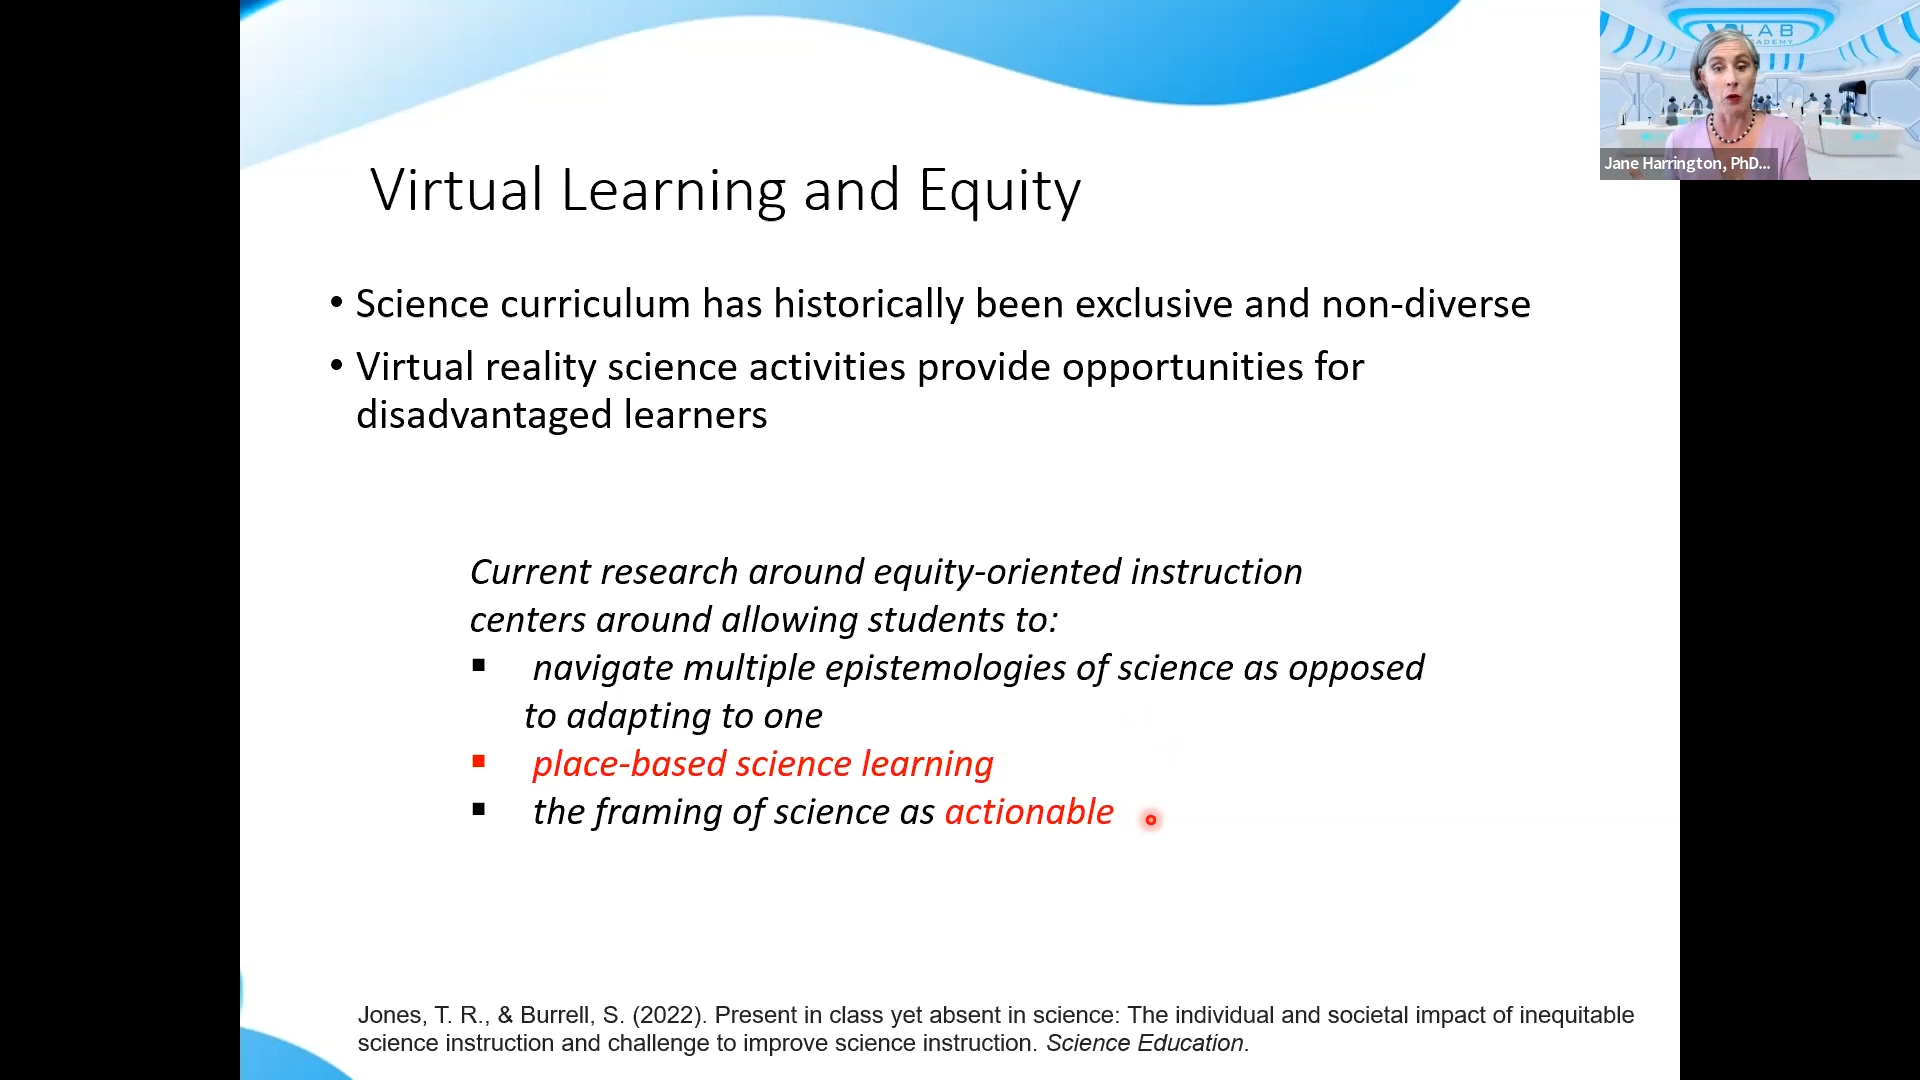 LAB
Jane Harrington, PhD...
Virtual Learning and Equity
• Science curriculum has historically been exclusive and non-diverse
• Virtual reality science activities provide opportunities for
disadvantaged learners
Current research around equity-oriented instruction
centers around allowing students to:
▪ navigate multiple epistemologies of science as opposed
to adapting to one
▪ place-based science learning
▪ the framing of science as actionable
Jones, T. R., & Burrell, S. (2022). Present in class yet absent in science: The individual and societal impact of inequitable
science instruction and challenge to improve science instruction. Science Education.